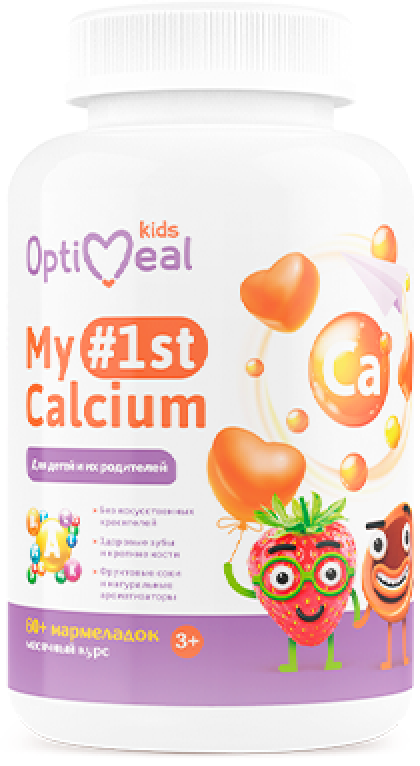 kids
OptiMeal
My #1st
Calcium
Ca
Для детей и их родителей
Без искусственных
красителей
Здоровые зубы
и крепкие кости
Фруктовые соки
и натуральные
ароматизаторы
A
60+ мармеладок
месячный курс
3+